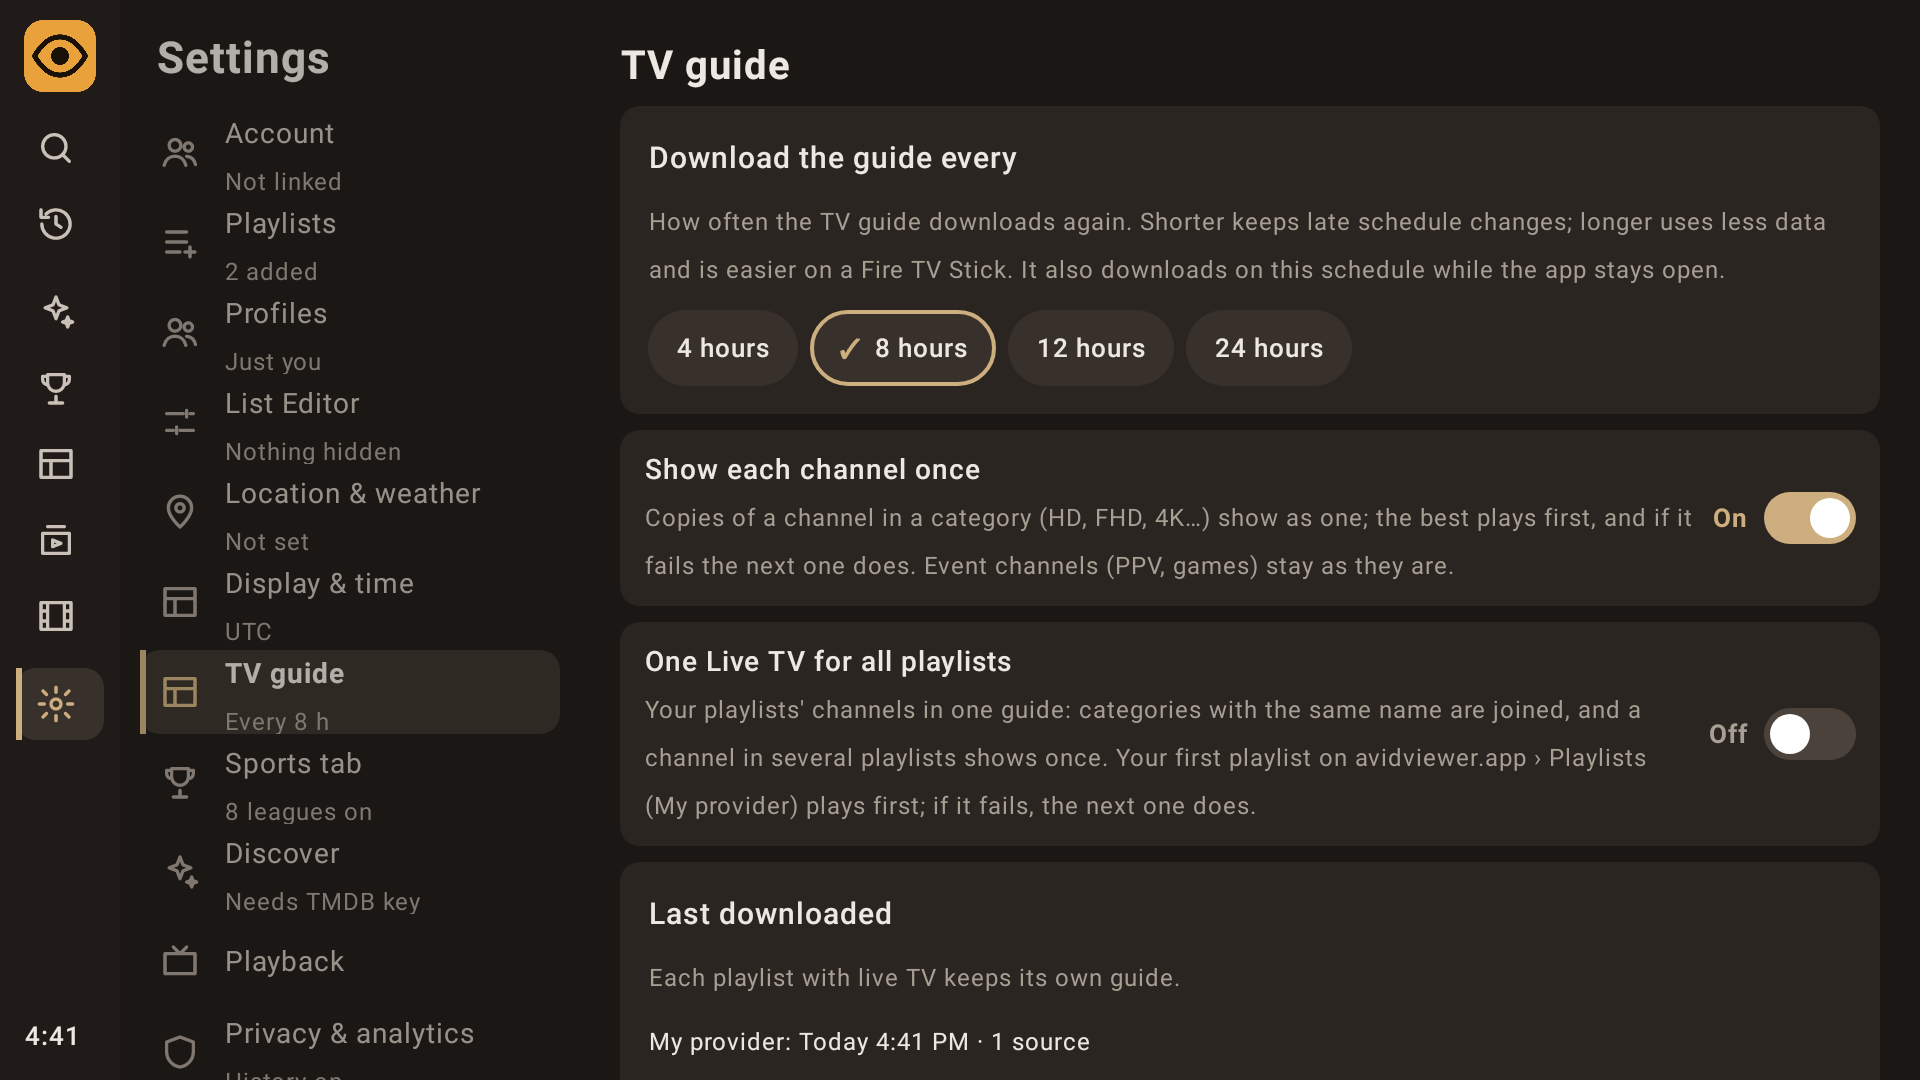 Settings
Account
Not linked
Playlists
2 added
Profiles
Just you
List Editor
Nothing hidden
Location & weather
Not set
Display & time
UTC
TV guide
Every 8 h
Sports tab
8 leagues on
Discover
Needs TMDB key
Playback
Privacy & analytics
History on
4:41
TV guide
Download the guide every
How often the TV guide downloads again. Shorter keeps late schedule changes; longer uses less data
and is easier on a Fire TV Stick. It also downloads on this schedule while the app stays open.
4 hours
✓ 8 hours
12 hours
24 hours
Show each channel once
Copies of a channel in a category (HD, FHD, 4K…) show as one; the best plays first, and if it
fails the next one does. Event channels (PPV, games) stay as they are.
On
One Live TV for all playlists
Your playlists' channels in one guide: categories with the same name are joined, and a
channel in several playlists shows once. Your first playlist on avidviewer.app › Playlists
(My provider) plays first; if it fails, the next one does.
Off
Last downloaded
Each playlist with live TV keeps its own guide.
My provider: Today 4:41 PM · 1 source